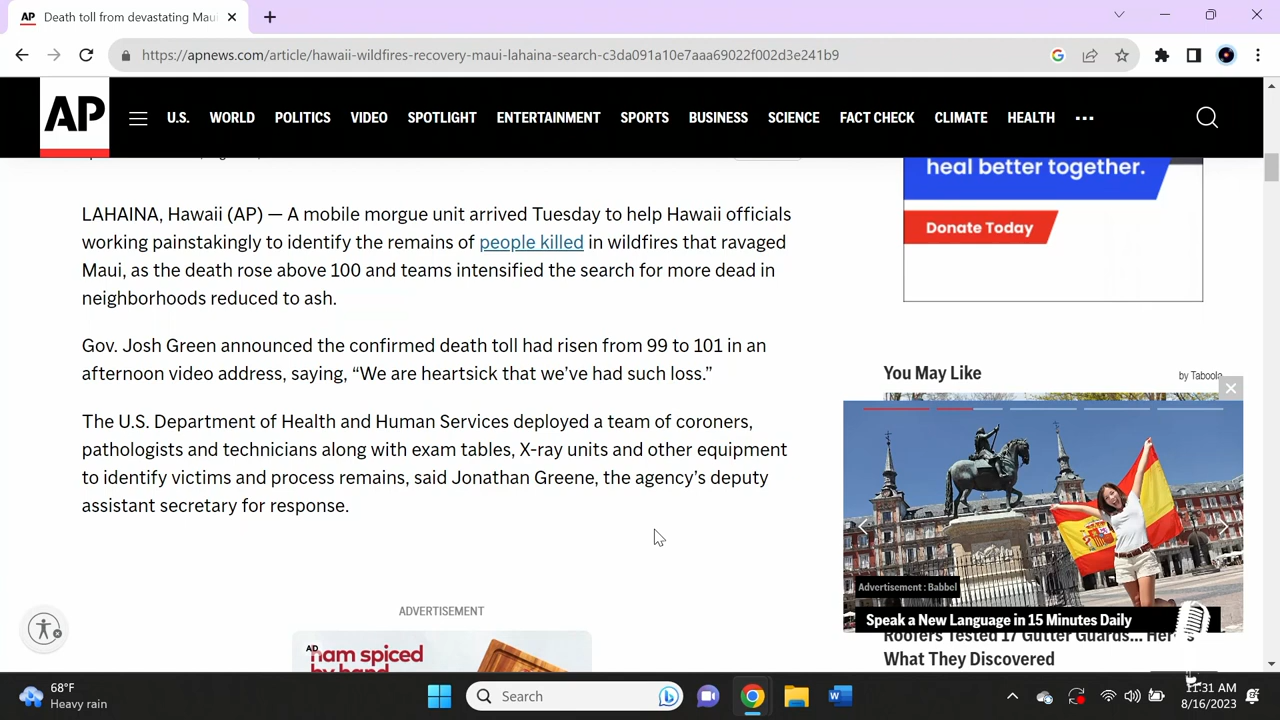 AP Death toll from devastating Maui
https://apnews.com/article/hawaii-wildfires-recovery-maui-lahaina-search-c3da091a10e7aaa69022f002d3e241b9
AP
U.S. WORLD POLITICS VIDEO SPOTLIGHT ENTERTAINMENT SPORTS BUSINESS SCIENCE FACT CHECK CLIMATE HEALTH
LAHAINA, Hawaii (AP) — A mobile morgue unit arrived Tuesday to help Hawaii officials
working painstakingly to identify the remains of people killed in wildfires that ravaged
Maui, as the death rose above 100 and teams intensified the search for more dead in
neighborhoods reduced to ash.
Gov. Josh Green announced the confirmed death toll had risen from 99 to 101 in an
afternoon video address, saying, “We are heartsick that we’ve had such loss.”
The U.S. Department of Health and Human Services deployed a team of coroners,
pathologists and technicians along with exam tables, X-ray units and other equipment
to identify victims and process remains, said Jonathan Greene, the agency’s deputy
assistant secretary for response.
ADVERTISEMENT
AD
ham spiced
by hand
heal better together.
Donate Today
You May Like
by Taboola
Advertisement : Babbel
Speak a New Language in 15 Minutes Daily
Roofers Tested 17 Gutter Guards...
What They Discovered
68°F
Heavy rain
Search
11:31 AM
8/16/2023